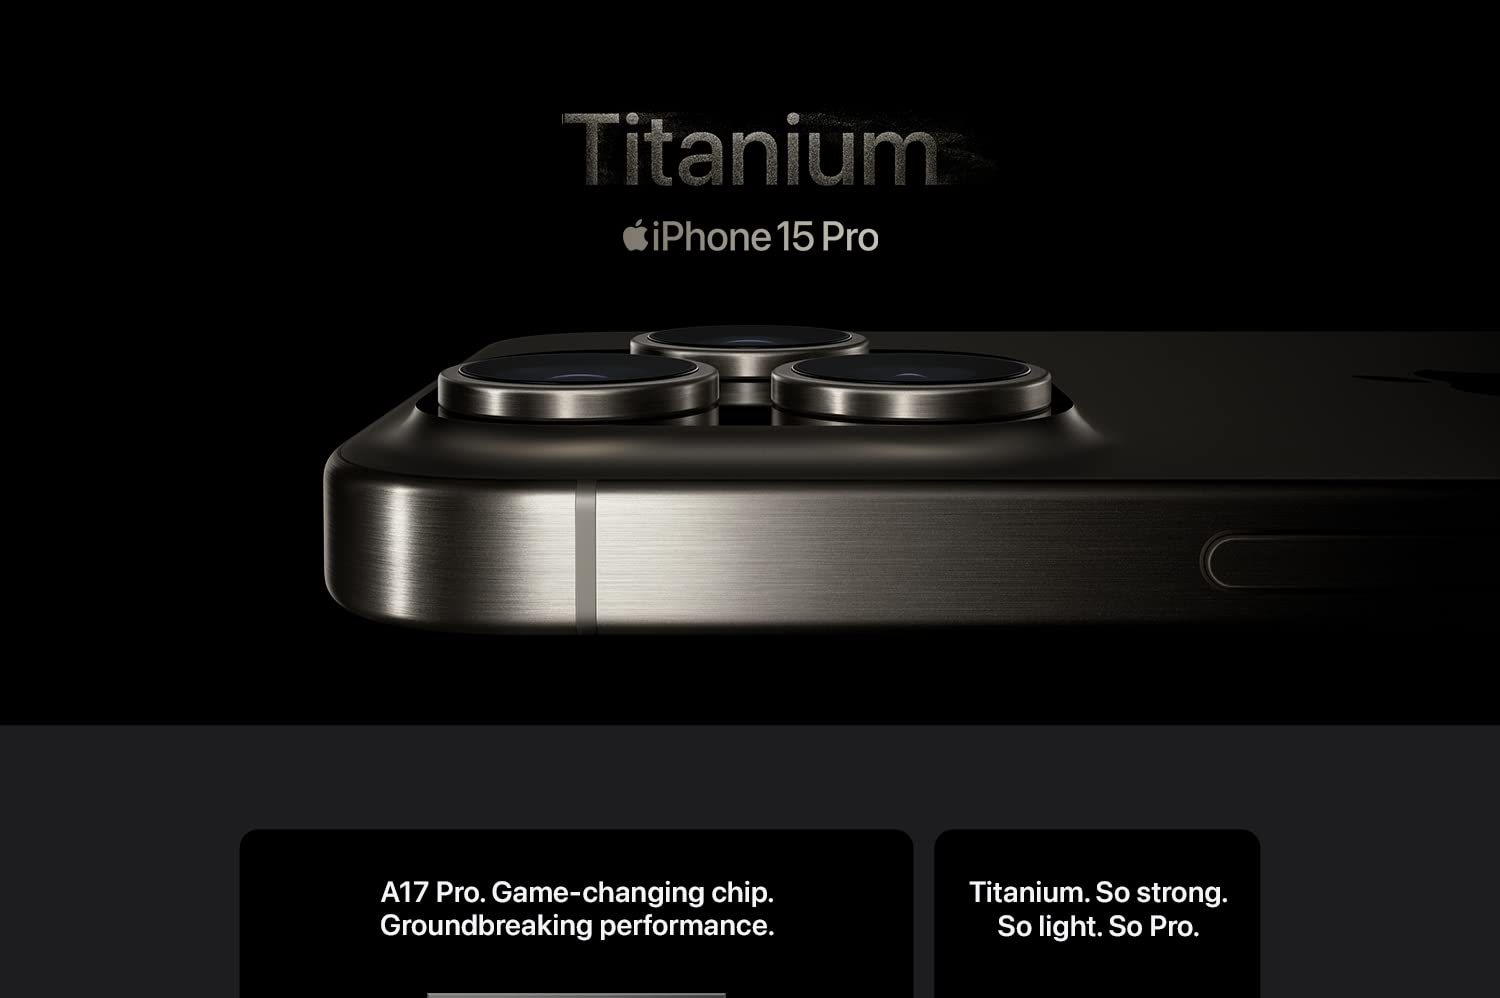 Titanium
iPhone 15 Pro
A17 Pro. Game-changing chip.
Groundbreaking performance.
Titanium. So strong.
So light. So Pro.